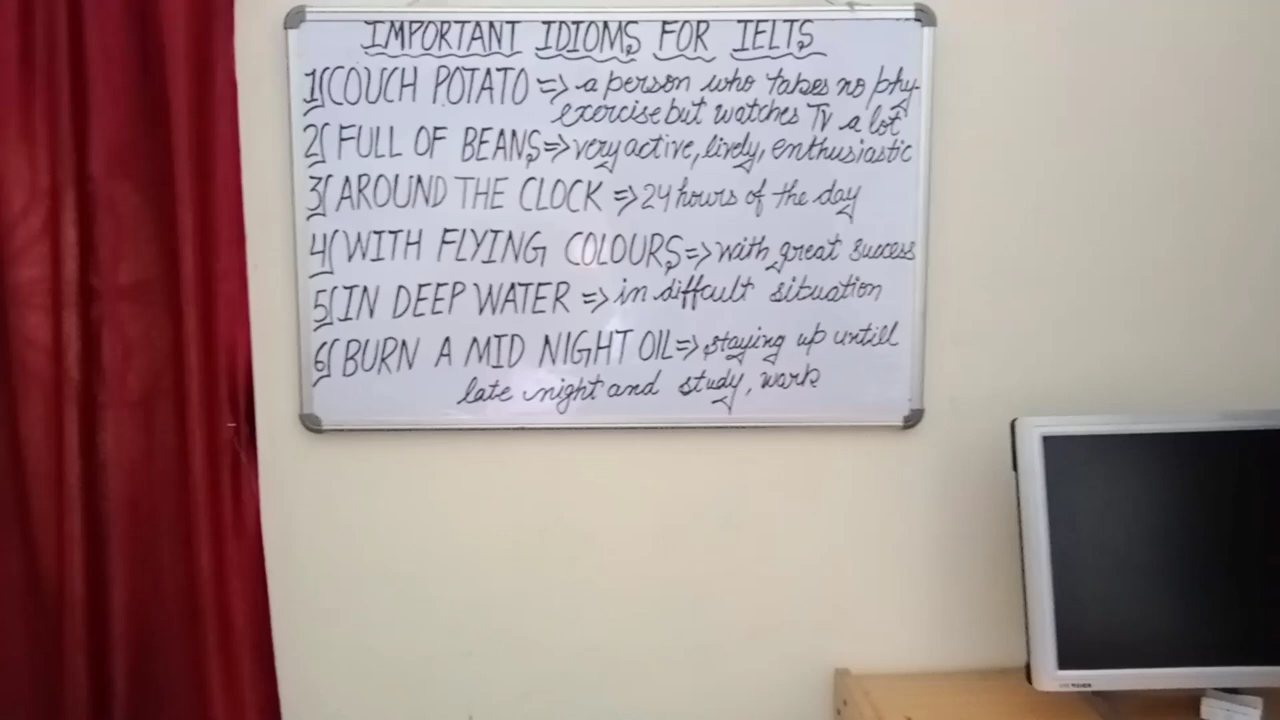 IMPORTANT IDIOMS FOR IELTS
1) COUCH POTATO => a person who takes no phy-
exercise but watches TV a lot
2) FULL OF BEANS => very active, lively, enthusiastic
3) AROUND THE CLOCK => 24 hours of the day
4) WITH FLYING COLOURS => with great success
5) IN DEEP WATER => in diffcult situation
6) BURN A MID NIGHT OIL => staying up untill
late night and study, work